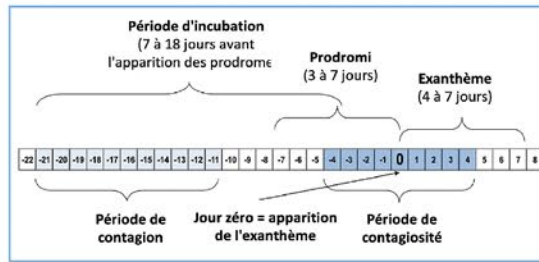 Période d'incubation
(7 à 18 jours avant
l'apparition des prodrome
Prodromi
(3 à 7 jours)
Exanthème
(4 à 7 jours)
-22 -21 -20 -19 -18 -17 -16 -15 -14 -13 -12 -11 -10 -9 -8 -7 -6 -5 -4 -3 -2 -1 0 1 2 3 4 5 6 7 8
Période de
contagion
Jour zéro = apparition
de l'exanthème
Période de
contagiosité